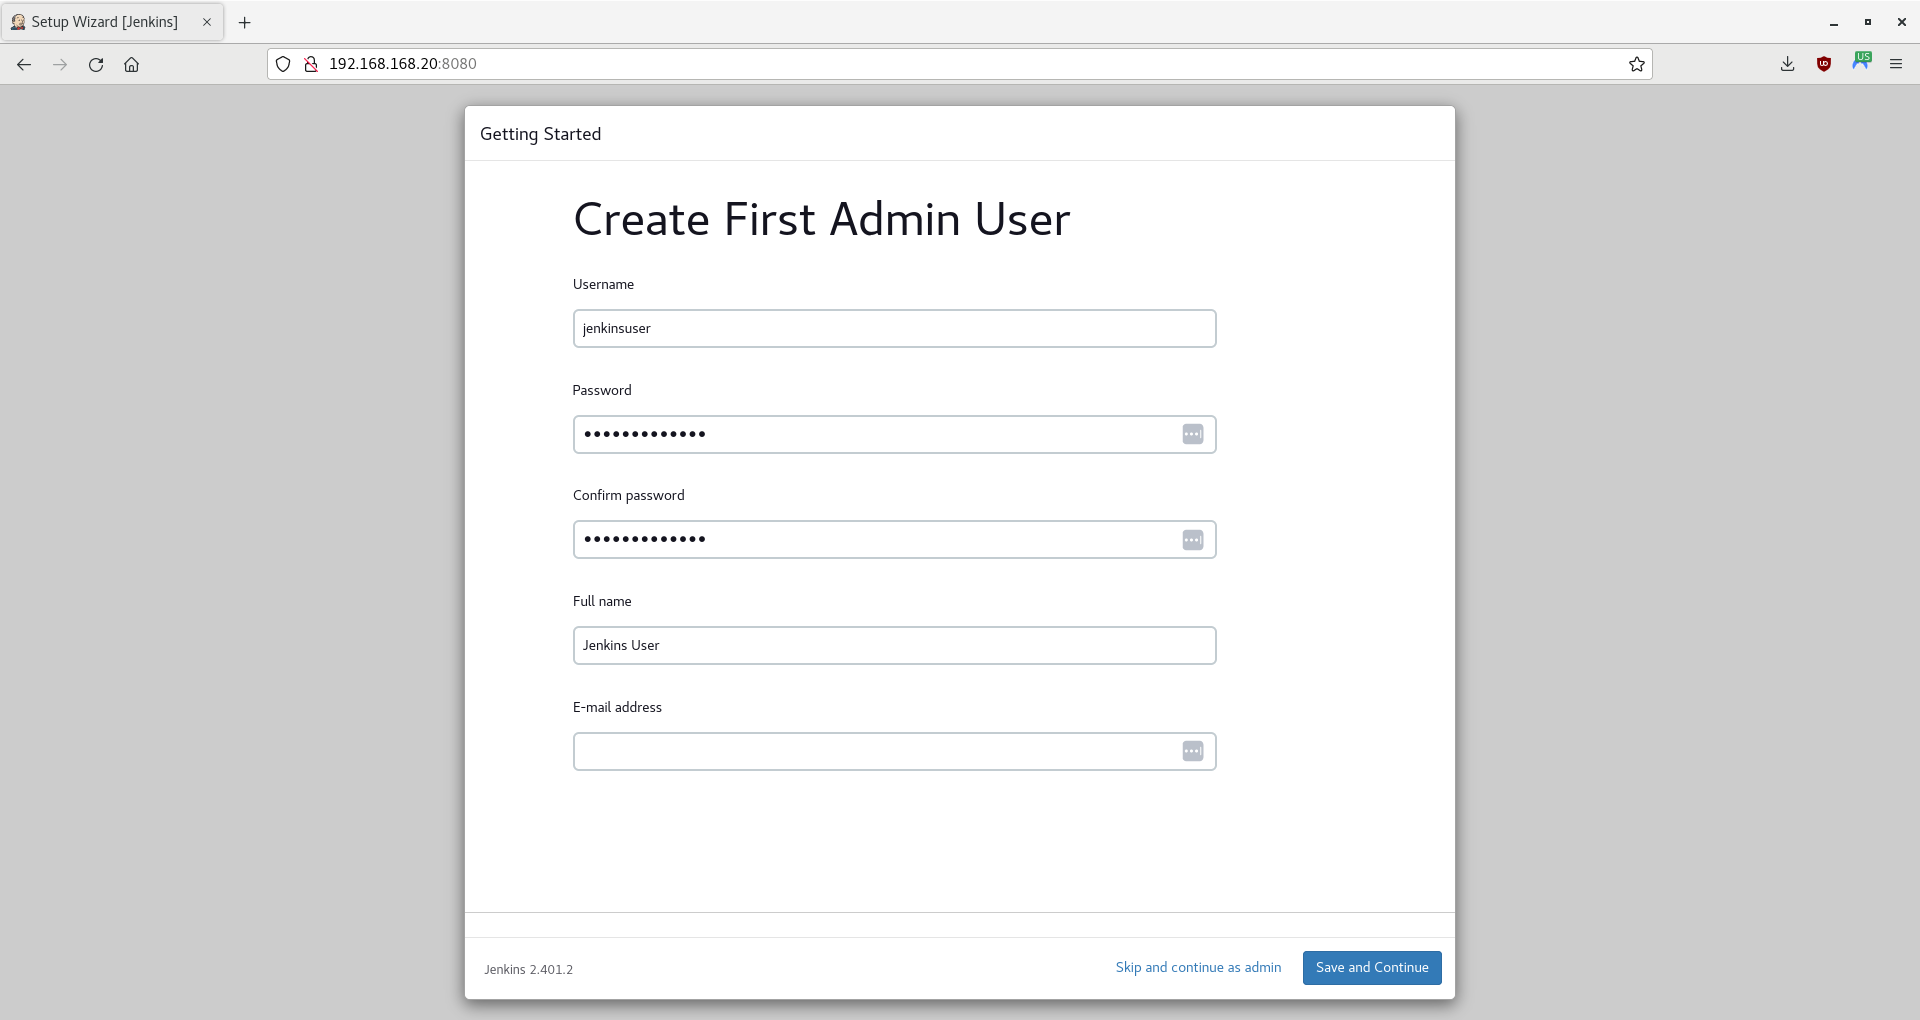 Setup Wizard [Jenkins]
192.168.168.20:8080
US
Getting Started
Create First Admin User
Username
jenkinsuser
Password
•••••••••••••
Confirm password
•••••••••••••
Full name
Jenkins User
E-mail address
Jenkins 2.401.2
Skip and continue as admin
Save and Continue